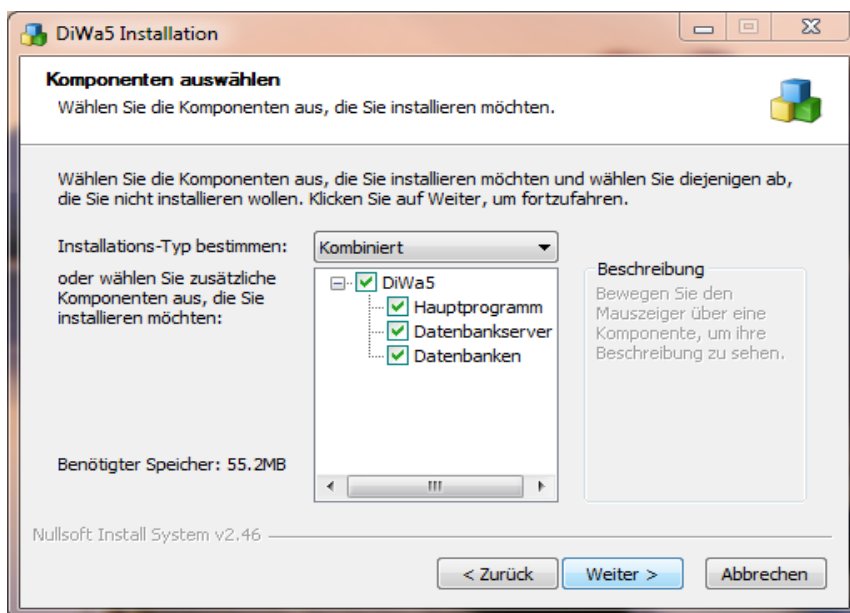 DiWa5 Installation
Komponenten auswählen
Wählen Sie die Komponenten aus, die Sie installieren möchten.
Wählen Sie die Komponenten aus, die Sie installieren möchten und wählen Sie diejenigen ab,
die Sie nicht installieren wollen. Klicken Sie auf Weiter, um fortzufahren.
Installations-Typ bestimmen:
Kombiniert
oder wählen Sie zusätzliche
Komponenten aus, die Sie
installieren möchten:
DiWa5
Hauptprogramm
Datenbankserver
Datenbanken
Beschreibung
Bewegen Sie den
Mauszeiger über eine
Komponente, um ihre
Beschreibung zu sehen.
Benötigter Speicher: 55.2MB
Nullsoft Install System v2.46
< Zurück
Weiter >
Abbrechen